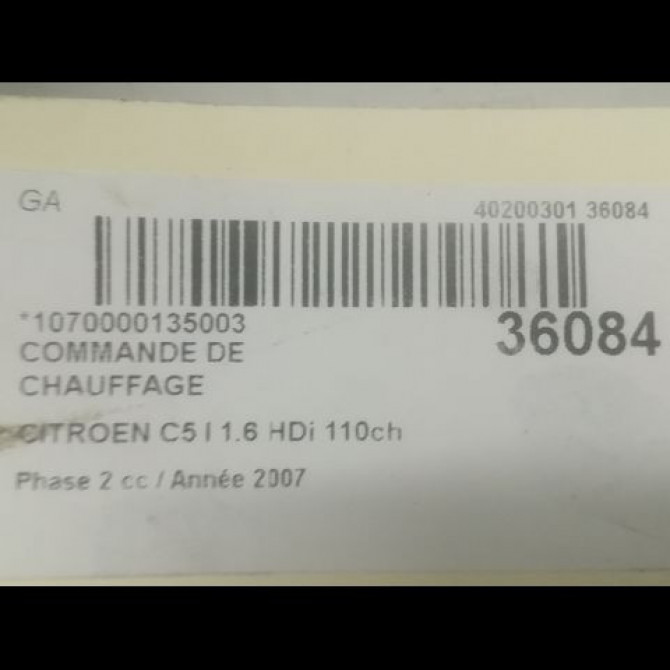 GA
40200301 36084
*1070000135003
36084
COMMANDE DE
CHAUFFAGE
CITROEN C5 I 1.6 HDi 110ch
Phase 2 cc / Année 2007